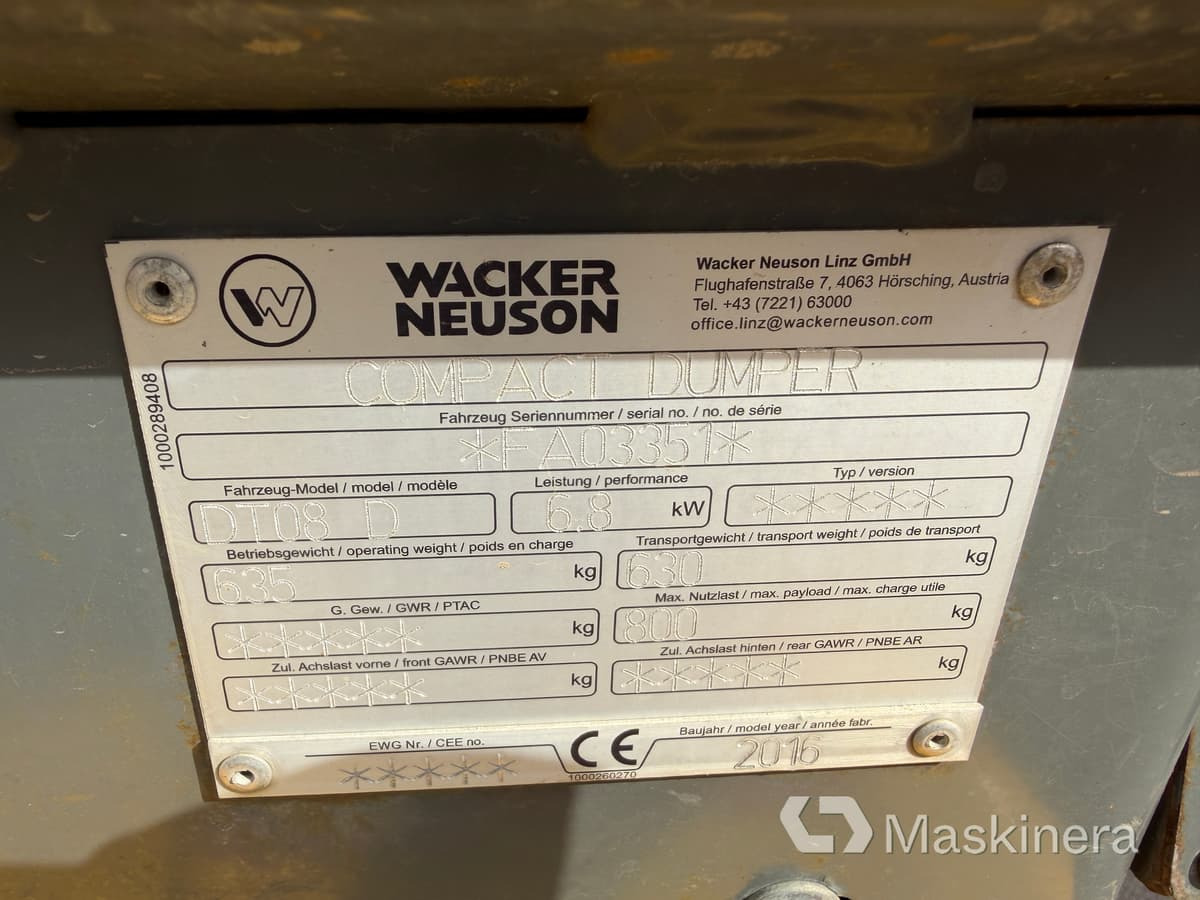 WACKER
NEUSON
Wacker Neuson Linz GmbH
Flughafenstraße 7, 4063 Hörsching, Austria
Tel. +43 (7221) 63000
office.linz@wackerneuson.com
1000289408
COMPACT DUMPER
Fahrzeug Seriennummer / serial no. / no. de série
*FA03351*
Fahrzeug-Model / model / modèle
DT08 D
Leistung / performance
6.8 kW
Typ / version
*****
Betriebsgewicht / operating weight / poids en charge
635 kg
Transportgewicht / transport weight / poids de transport
630 kg
G. Gew. / GWR / PTAC
***** kg
Max. Nutzlast / max. payload / max. charge utile
800 kg
Zul. Achslast vorne / front GAWR / PNBE AV
***** kg
Zul. Achslast hinten / rear GAWR / PNBE AR
***** kg
EWG Nr. / CEE no.
*****
CE
1000260270
Baujahr / model year / année fabr.
2016
Maskinera